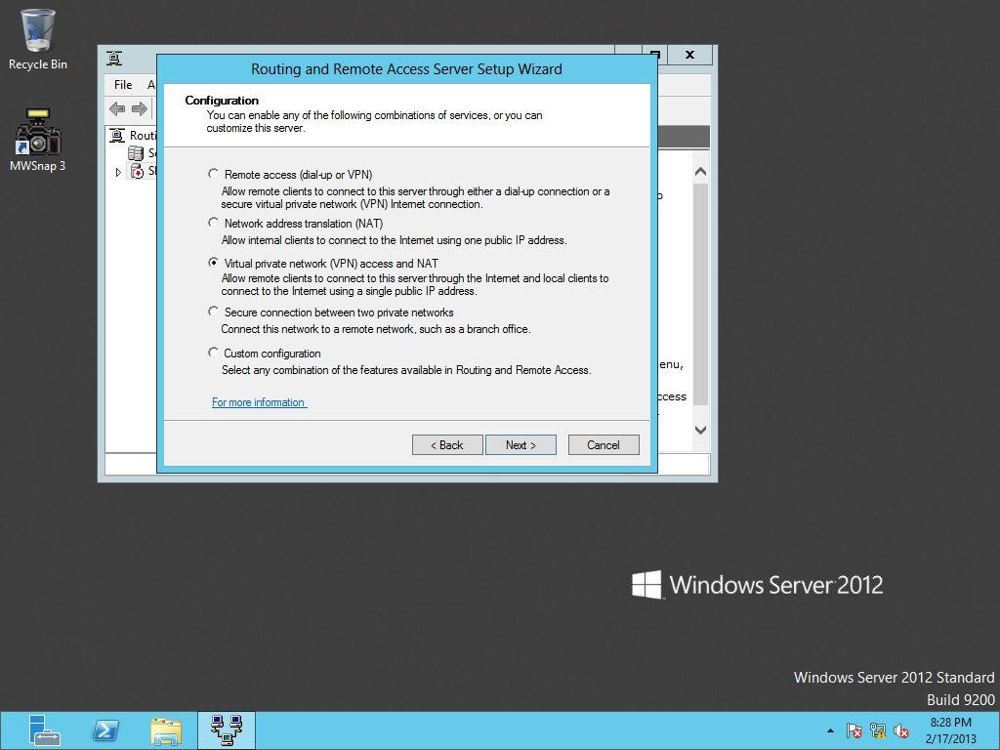 Recycle Bin
MWSnap 3
X
Routing and Remote Access Server Setup Wizard
File
Configuration
You can enable any of the following combinations of services, or you can
customize this server.
Remote access (dial-up or VPN)
Allow remote clients to connect to this server through either a dial-up connection or a
secure virtual private network (VPN) Internet connection.
Network address translation (NAT)
Allow internal clients to connect to the Internet using one public IP address.
Virtual private network (VPN) access and NAT
Allow remote clients to connect to this server through the Internet and local clients to
connect to the Internet using a single public IP address.
Secure connection between two private networks
Connect this network to a remote network, such as a branch office.
Custom configuration
Select any combination of the features available in Routing and Remote Access.
For more information
< Back
Next >
Cancel
Windows Server 2012
Windows Server 2012 Standard
Build 9200
8:28 PM
2/17/2013